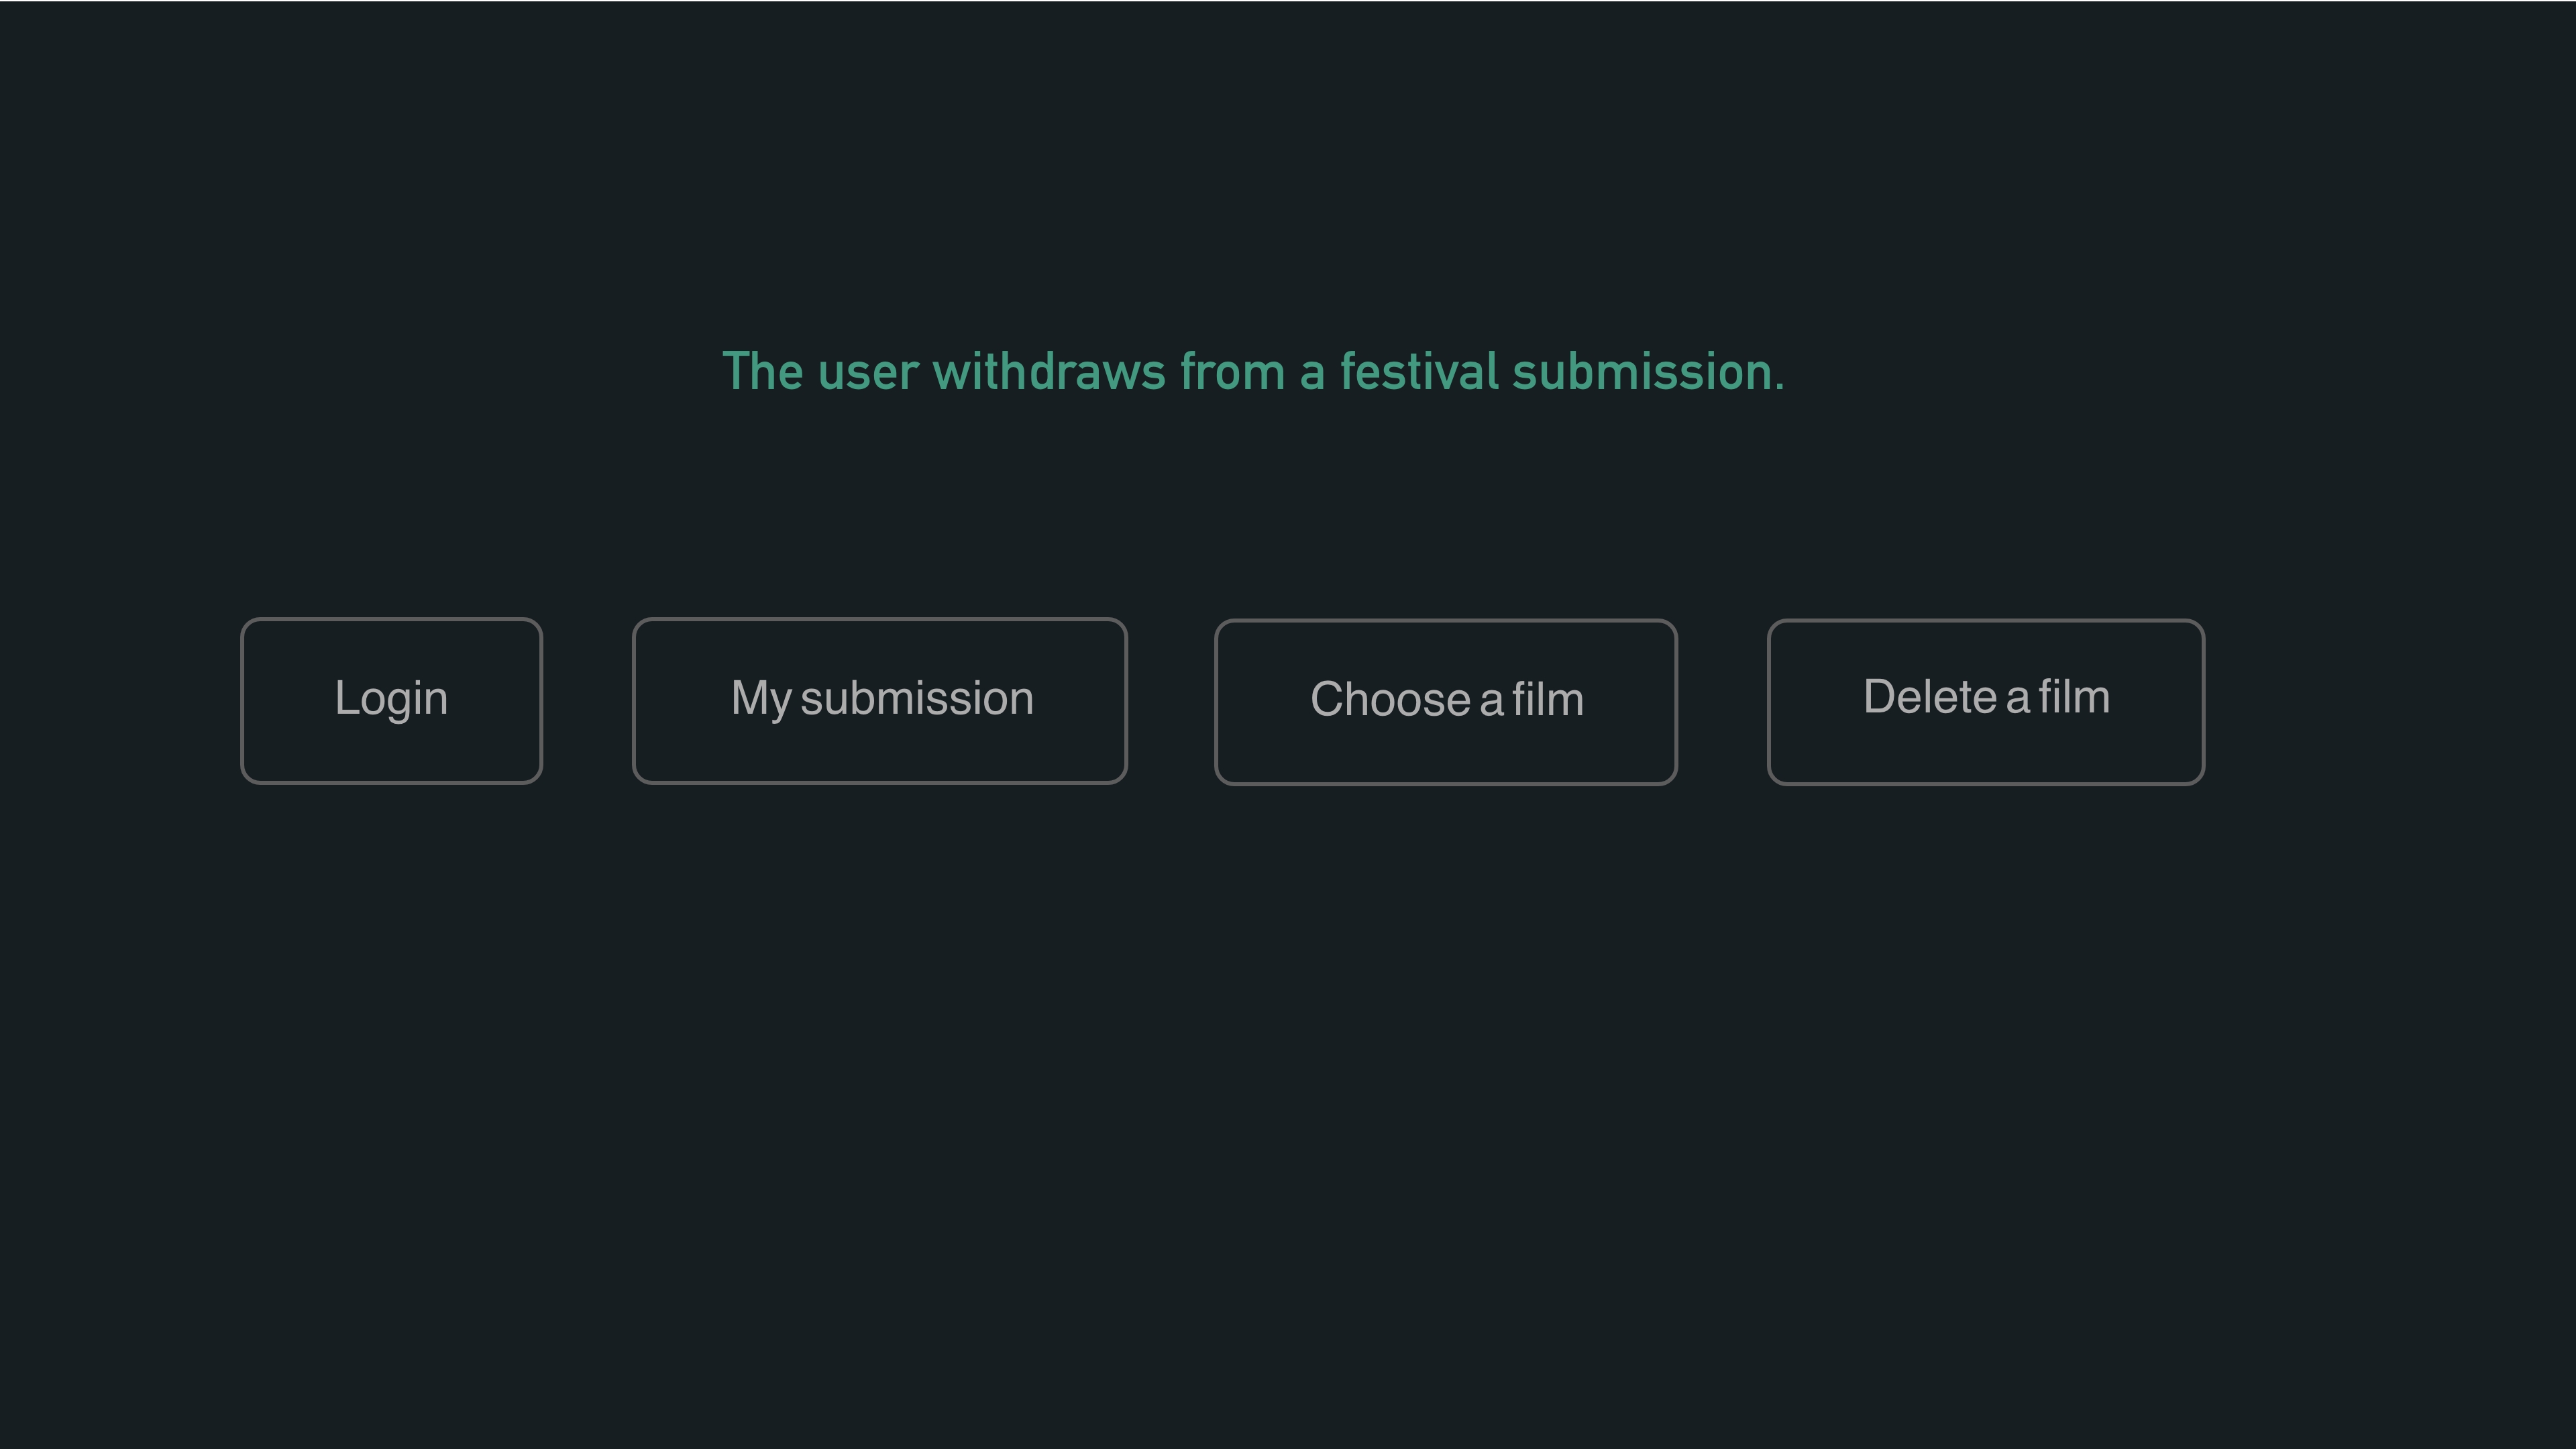 The user withdraws from a festival submission.
Login
My submission
Choose a film
Delete a film